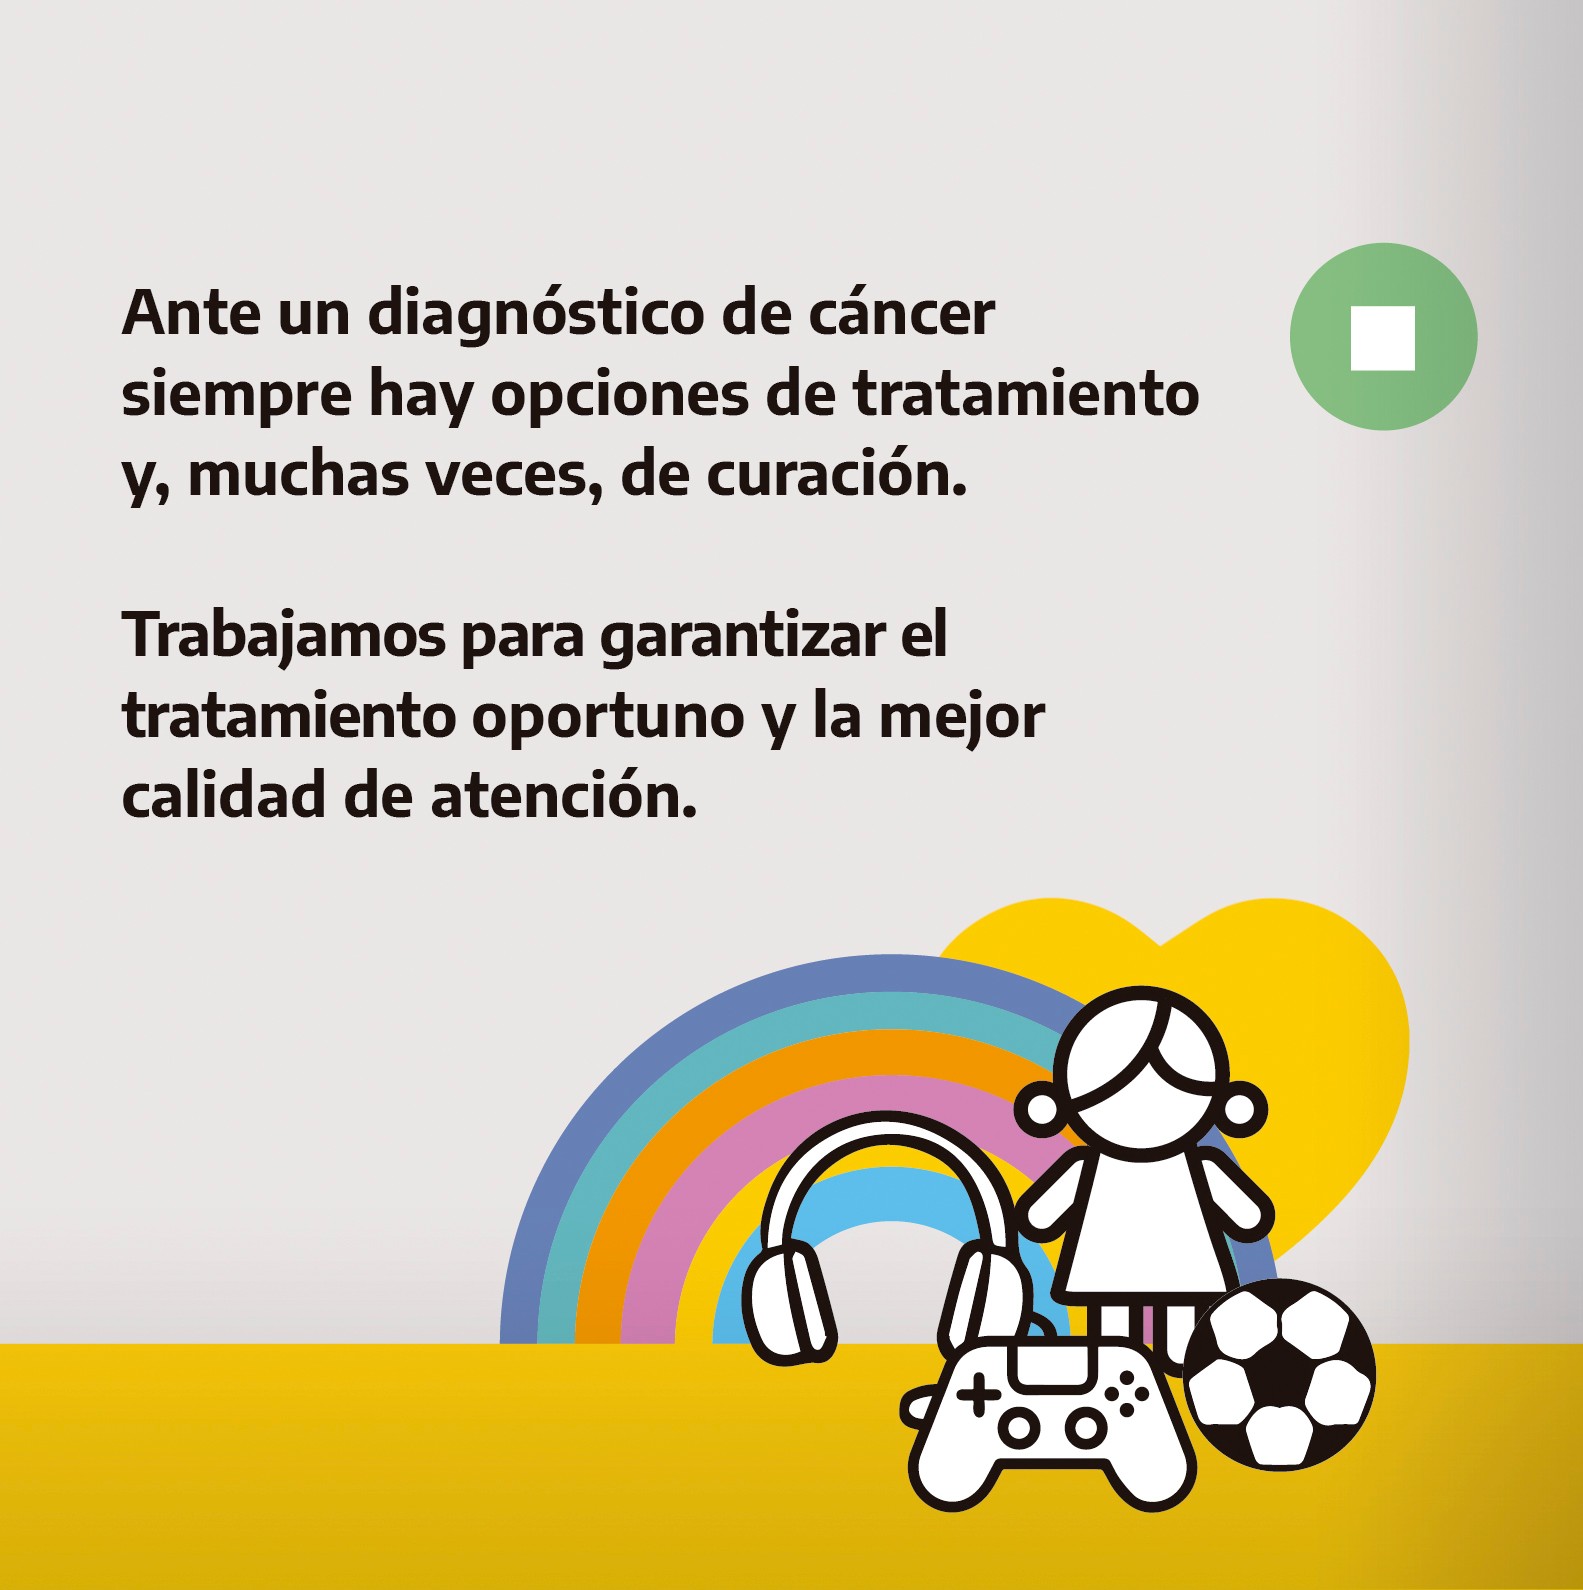 Ante un diagnóstico de cáncer
siempre hay opciones de tratamiento
y, muchas veces, de curación.
Trabajamos para garantizar el
tratamiento oportuno y la mejor
calidad de atención.